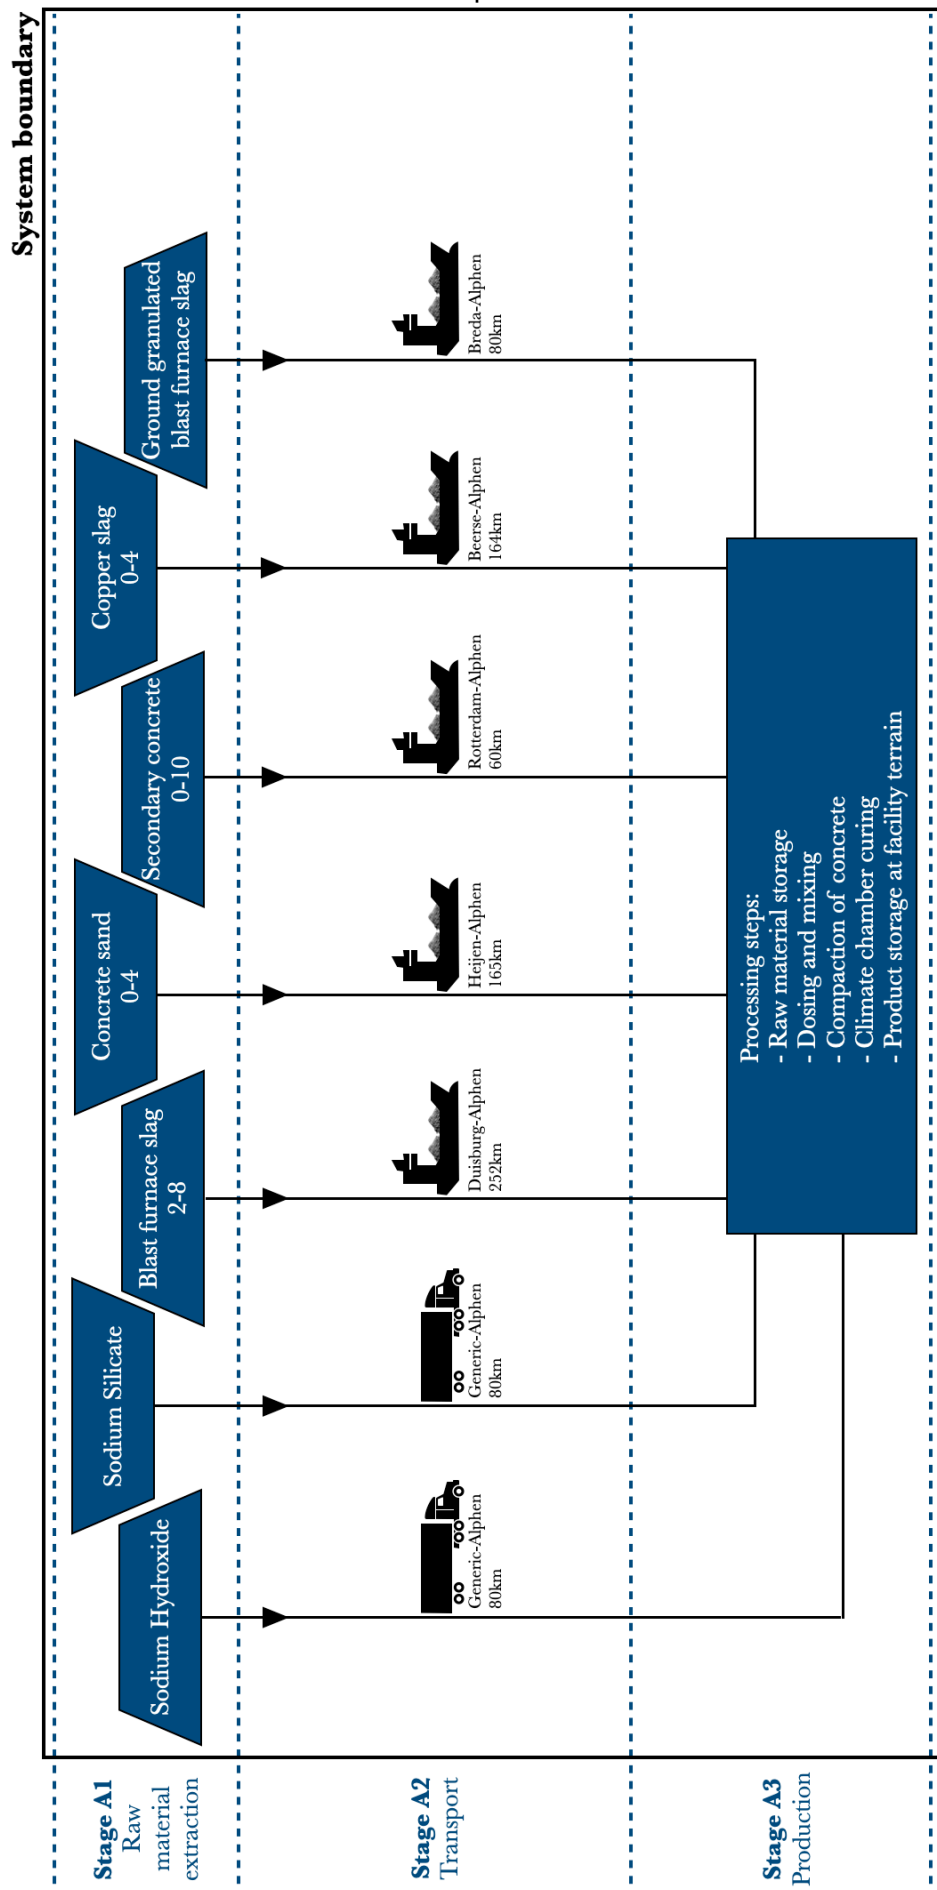 System boundary
Stage A1
Raw
material
extraction
Sodium Hydroxide
Sodium Silicate
Blast furnace slag
2-8
Concrete sand
0-4
Secondary concrete
0-10
Copper slag
0-4
Ground granulated
blast furnace slag
Stage A2
Transport
Generic-Alphen
80km
Generic-Alphen
80km
Duisburg-Alphen
252km
Heijen-Alphen
165km
Rotterdam-Alphen
60km
Beerse-Alphen
164km
Breda-Alphen
80km
Stage A3
Production
Processing steps:
- Raw material storage
- Dosing and mixing
- Compaction of concrete
- Climate chamber curing
- Product storage at facility terrain